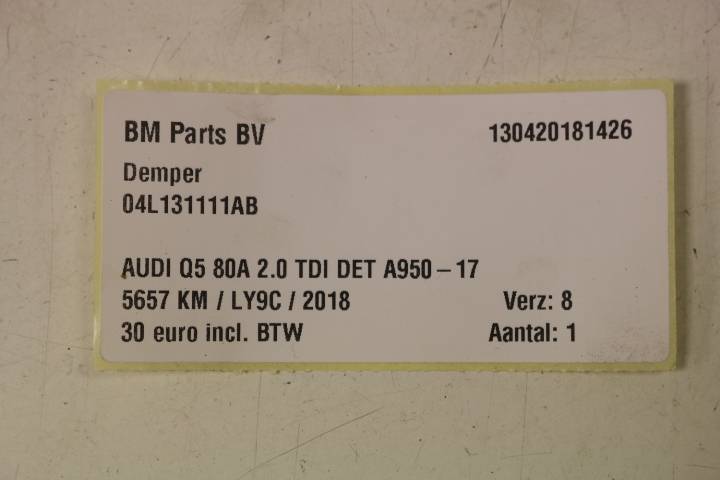 BM Parts BV 130420181426
Demper
04L131111AB
AUDI Q5 80A 2.0 TDI DET A950-17
5657 KM / LY9C / 2018 Verz: 8
30 euro incl. BTW Aantal: 1